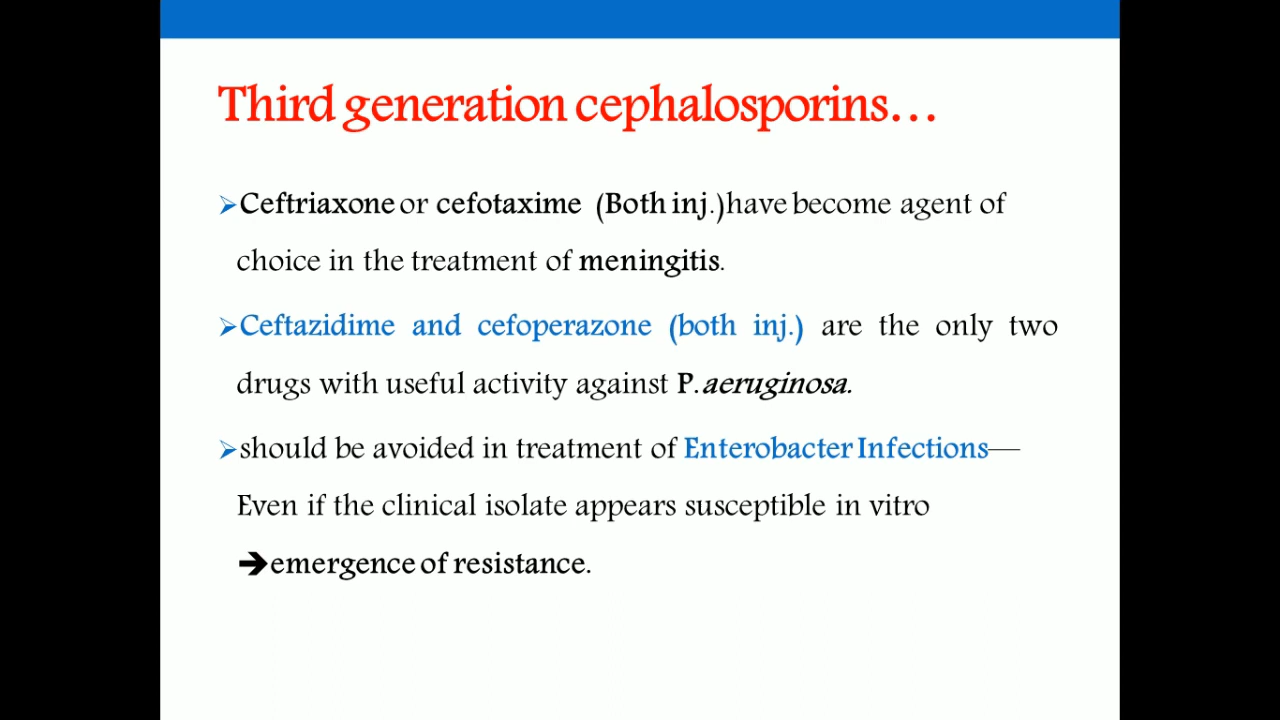 Third generation cephalosporins…
➢Ceftriaxone or cefotaxime (Both inj.)have become agent of
choice in the treatment of meningitis.
➢Ceftazidime and cefoperazone (both inj.) are the only two
drugs with useful activity against P.aeruginosa.
➢should be avoided in treatment of Enterobacter Infections—
Even if the clinical isolate appears susceptible in vitro
➔emergence of resistance.